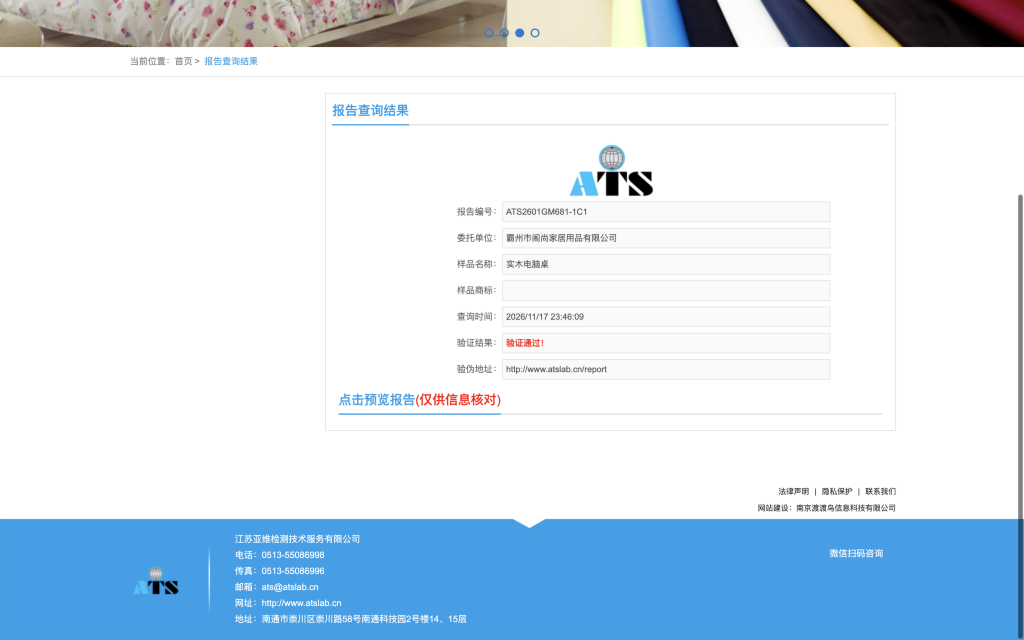 当前位置： 首页 > 报告查询结果
报告查询结果
ATS
报告编号： ATS2601GM681-1C1
委托单位： 霸州市阁尚家居用品有限公司
样品名称： 实木电脑桌
样品商标：
查询时间： 2026/11/17 23:46:09
验证结果： 验证通过！
验伪地址： http://www.atslab.cn/report
点击预览报告(仅供信息核对)
法律声明 | 隐私保护 | 联系我们
网站建设：南京渡渡鸟信息科技有限公司
江苏亚维检测技术服务有限公司
电话：0513-55086998
传真：0513-55086996
邮箱：ats@atslab.cn
网址：http://www.atslab.cn
地址：南通市崇川区崇川路58号南通科技园2号楼14、15层
ATS
微信扫码咨询